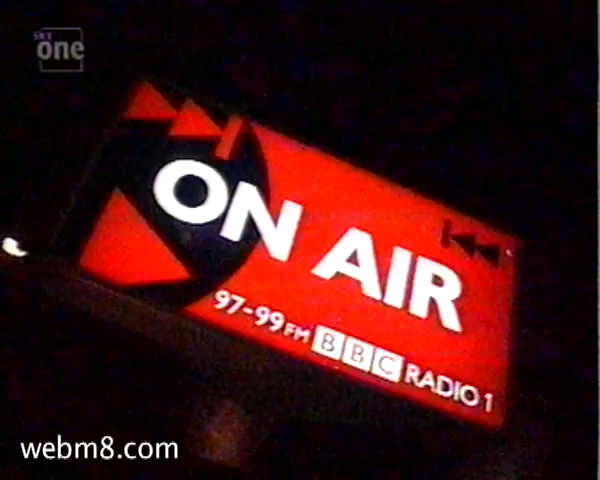 SKY
one
ON AIR
97-99 FM BBC RADIO 1
webm8.com